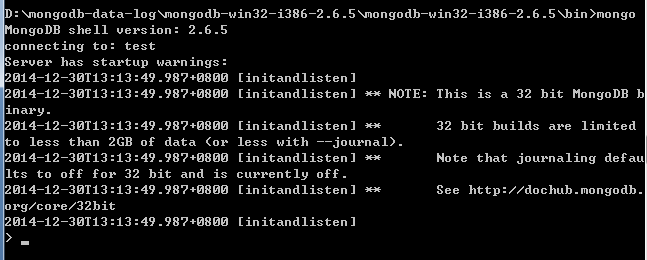 D:\mongodb-data-log\mongodb-win32-i386-2.6.5\mongodb-win32-i386-2.6.5\bin>mongo
MongoDB shell version: 2.6.5
connecting to: test
Server has startup warnings:
2014-12-30T13:13:49.987+0800 [initandlisten]
2014-12-30T13:13:49.987+0800 [initandlisten] ** NOTE: This is a 32 bit MongoDB b
inary.
2014-12-30T13:13:49.987+0800 [initandlisten] **       32 bit builds are limited
to less than 2GB of data (or less with --journal).
2014-12-30T13:13:49.987+0800 [initandlisten] **       Note that journaling defau
lts to off for 32 bit and is currently off.
2014-12-30T13:13:49.987+0800 [initandlisten] **       See http://dochub.mongodb.
org/core/32bit
2014-12-30T13:13:49.987+0800 [initandlisten]
> _